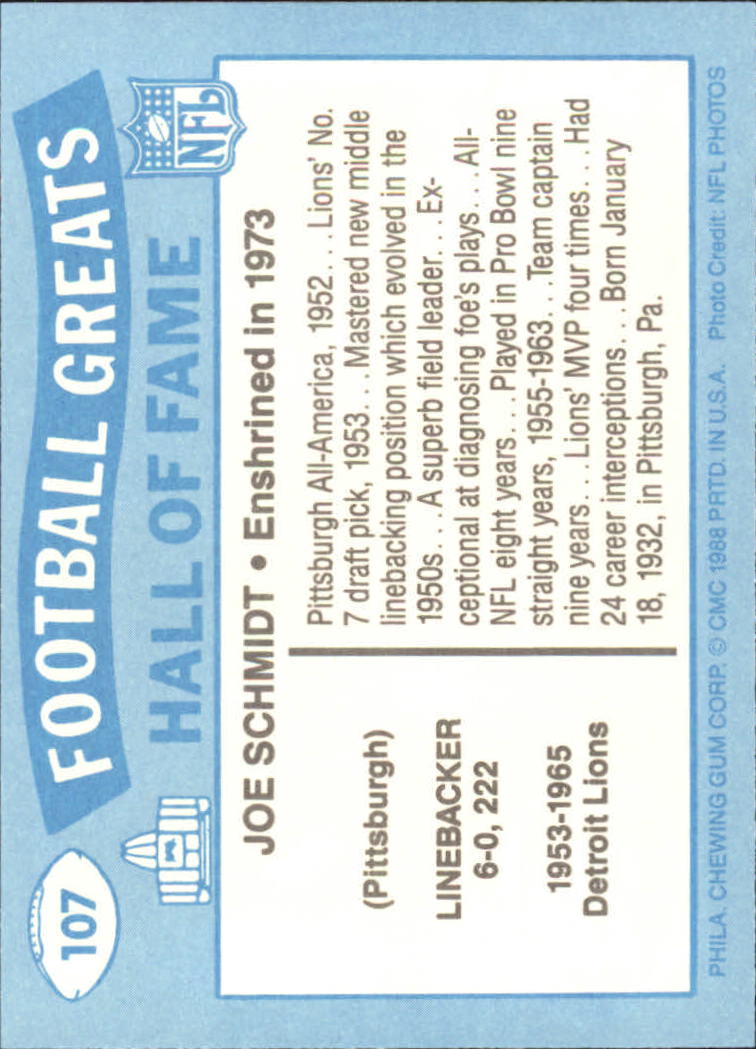 107
FOOTBALL GREATS
HALL OF FAME
NFL
JOE SCHMIDT • Enshrined in 1973
(Pittsburgh)
LINEBACKER
6-0, 222
1953-1965
Detroit Lions
Pittsburgh All-America, 1952. . . Lions' No.
7 draft pick, 1953. . .Mastered new middle
linebacking position which evolved in the
1950s. . .A superb field leader. . . Ex-
ceptional at diagnosing foe's plays. . .All-
NFL eight years. . .Played in Pro Bowl nine
straight years, 1955-1963. . .Team captain
nine years. . .Lions' MVP four times. . . Had
24 career interceptions. . .Born January
18, 1932, in Pittsburgh, Pa.
PHILA. CHEWING GUM CORP. © CMC 1988 PRTD. IN U.S.A. Photo Credit: NFL PHOTOS